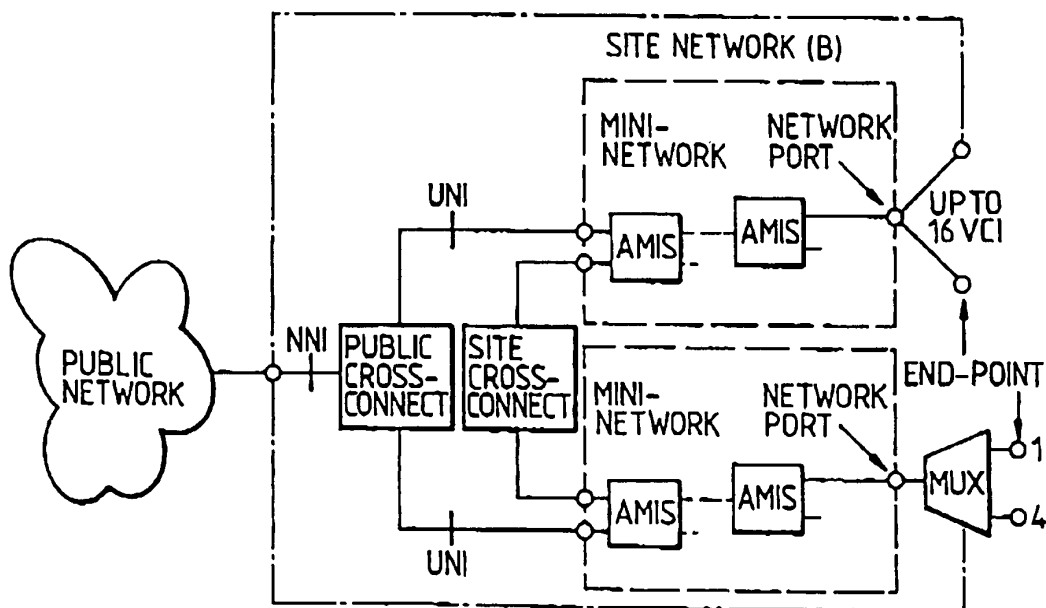 SITE NETWORK (B)
MINI-
NETWORK
NETWORK
PORT
UNI
AMIS
AMIS
UP TO
16 VCI
PUBLIC
NETWORK
NNI
PUBLIC
CROSS-
CONNECT
SITE
CROSS-
CONNECT
END-POINT
MINI-
NETWORK
NETWORK
PORT
AMIS
AMIS
MUX
1
4
UNI